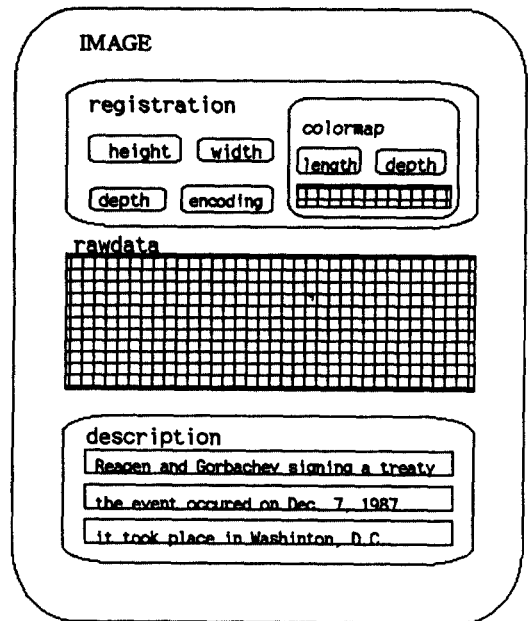 IMAGE
registration
height width
depth encoding
colormap
length depth
rawdata
description
Reagen and Gorbachev signing a treaty
the event occured on Dec. 7, 1987
it took place in Washinton, D.C.